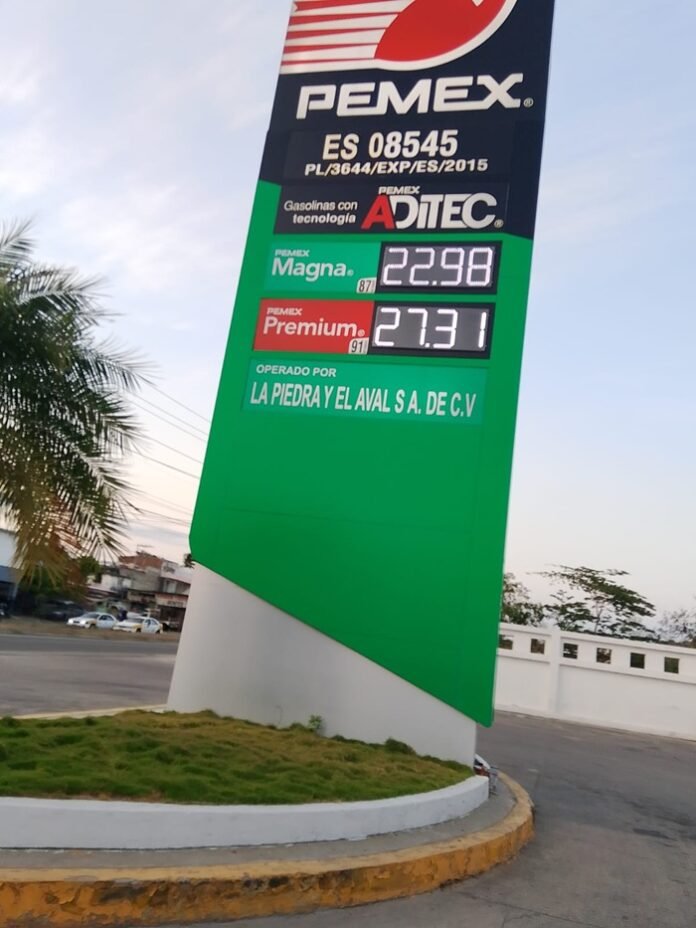 PEMEX®
ES 08545
PL/3644/EXP/ES/2015
Gasolinas con tecnología
PEMEX ADITEC®
PEMEX
Magna® 87 22.98
PEMEX
Premium® 91 27.31
OPERADO POR
LA PIEDRA Y EL AVAL S A. DE C.V